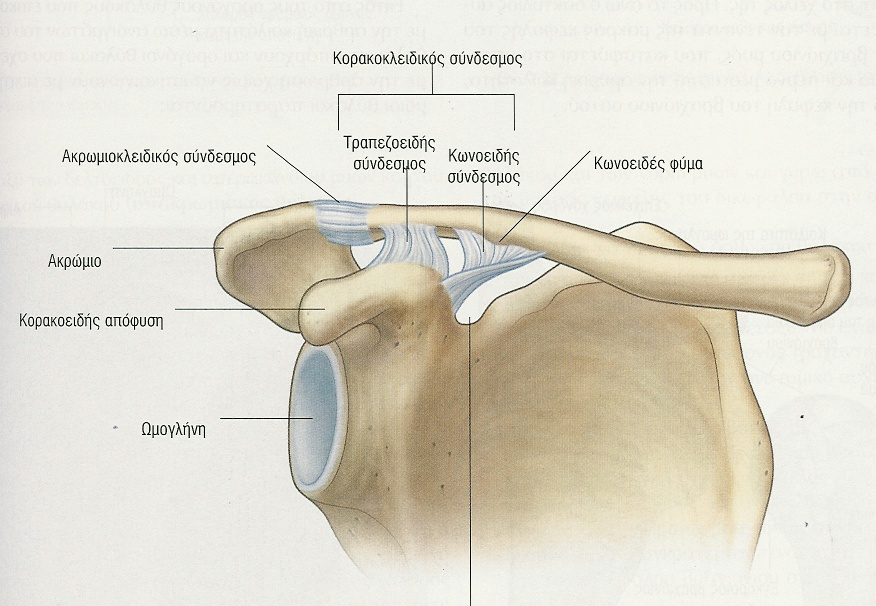 Κορακοκλειδικός σύνδεσμος
Τραπεζοειδής
σύνδεσμος
Κωνοειδής
σύνδεσμος
Ακρωμιοκλειδικός σύνδεσμος
Κωνοειδές φύμα
Ακρώμιο
Κορακοειδής απόφυση
Ωμογλήνη